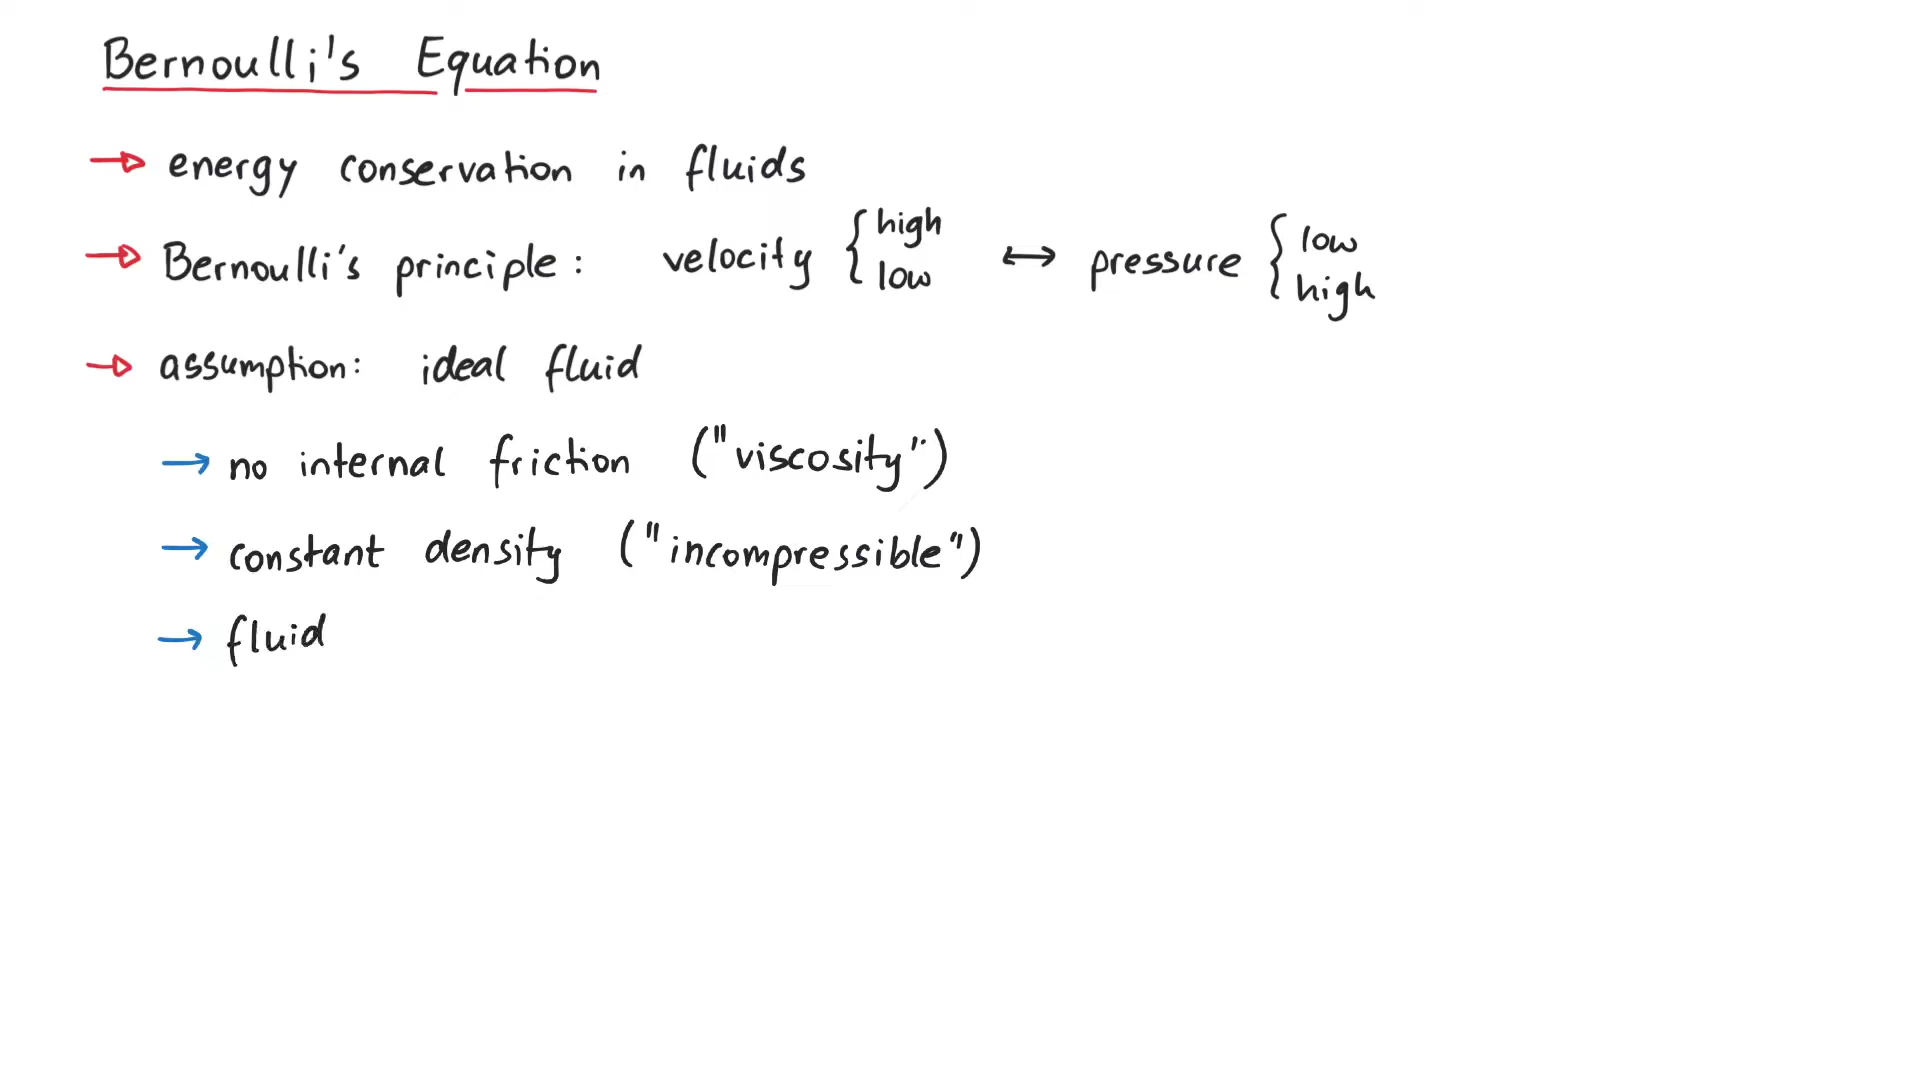 Bernoulli's Equation
→ energy conservation in fluids
→ Bernoulli's principle: velocity { high low ↔ pressure { low high
→ assumption: ideal fluid
→ no internal friction ("viscosity")
→ constant density ("incompressible")
→ fluid